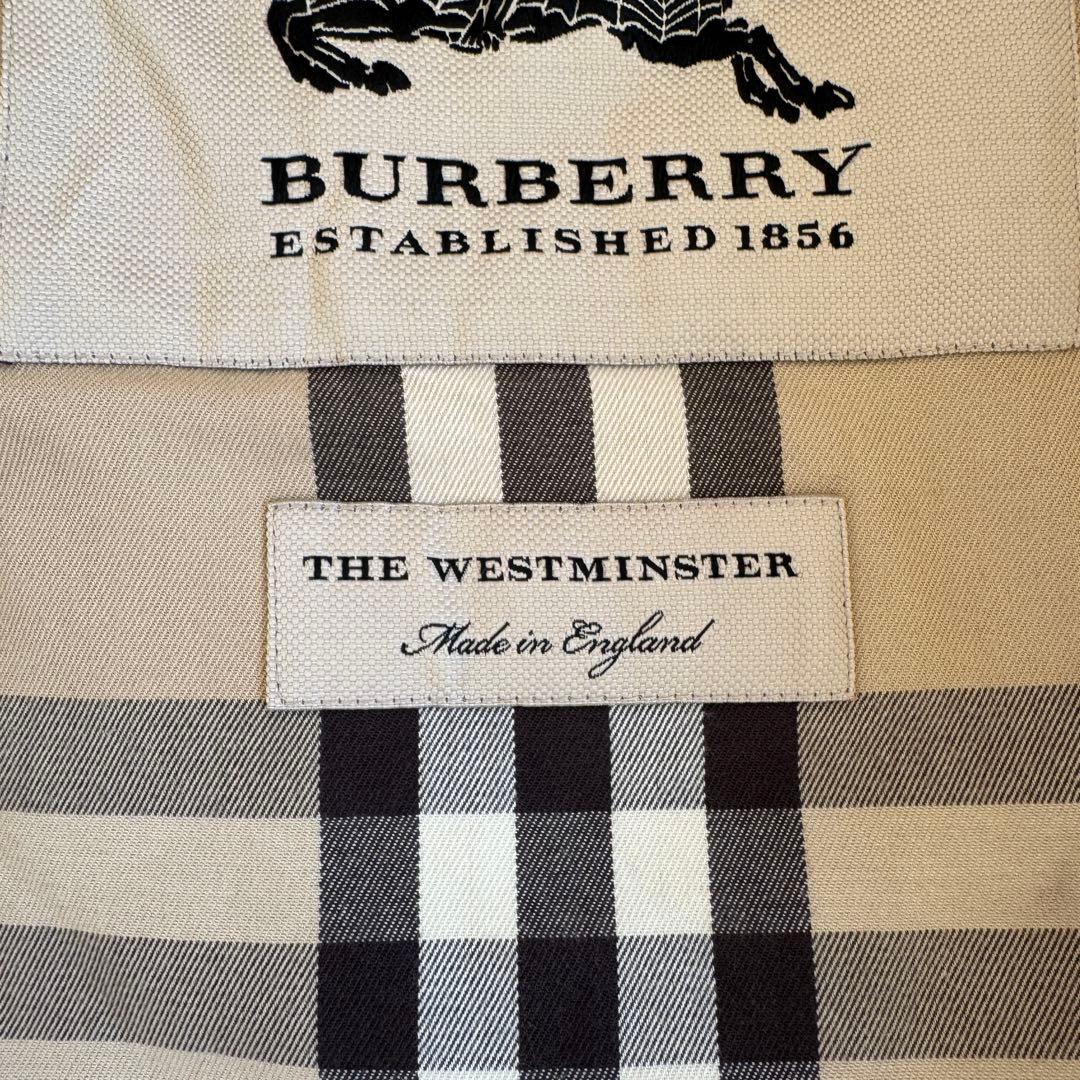 BURBERRY
ESTABLISHED 1856
THE WESTMINSTER
Made in England